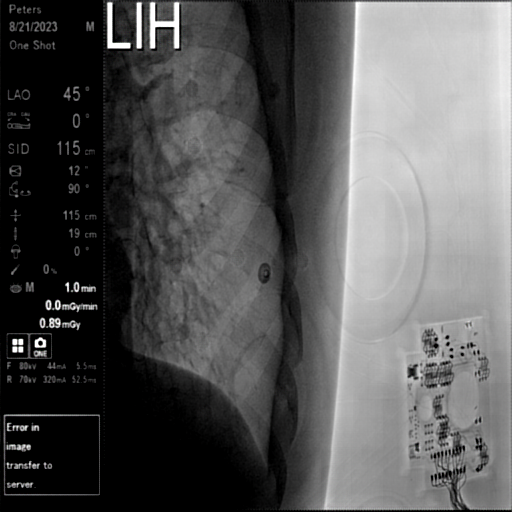 Peters
8/21/2023 M
One Shot
LIH
LAO 45°
0°
SID 115 cm
12°
90°
115 cm
19 cm
0°
0%
M 1.0 min
0.0 mGy/min
0.89 mGy
ONE
F 80kV 44mA 5.5ms
R 70kV 320mA 52.5ms
Error in
image
transfer to
server.